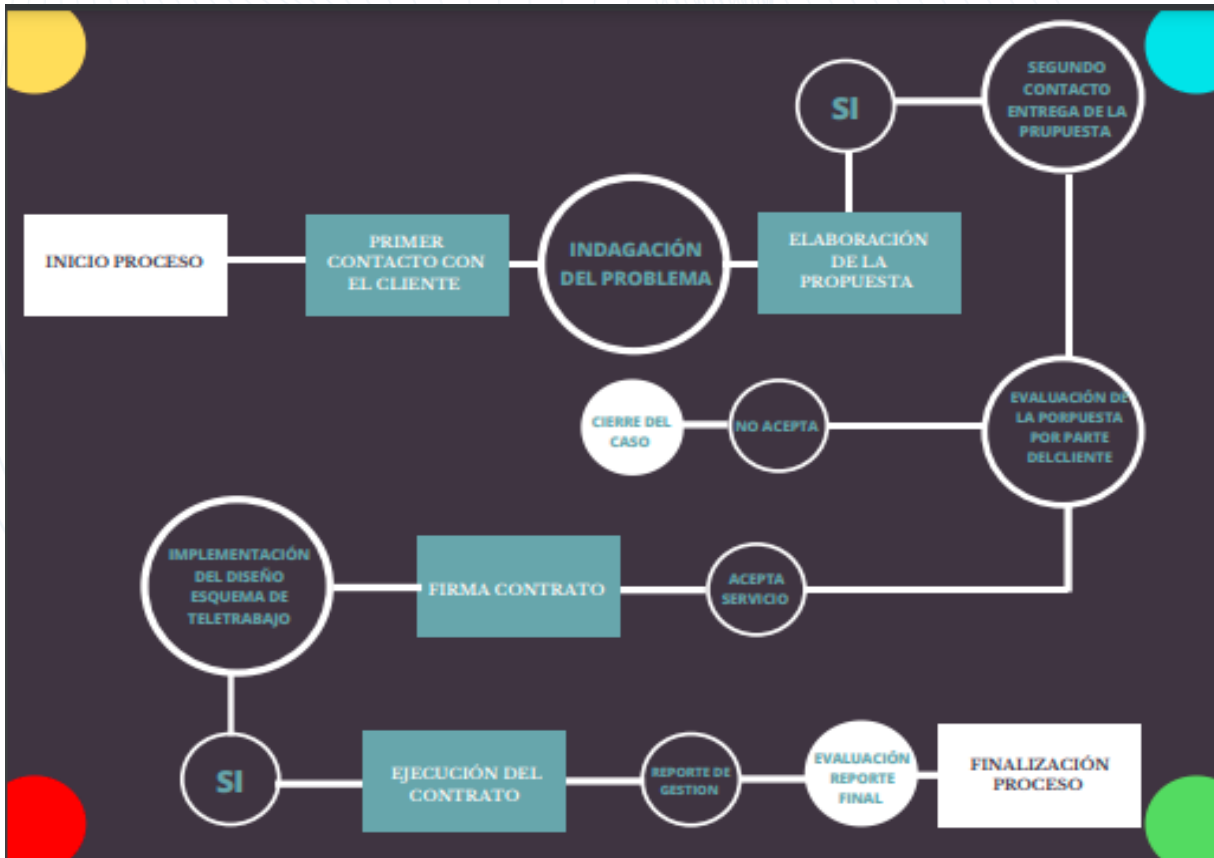 SEGUNDO
CONTACTO
ENTREGA DE LA
PRUPUESTA
SI
INICIO PROCESO
PRIMER
CONTACTO CON
EL CLIENTE
INDAGACIÓN
DEL PROBLEMA
ELABORACIÓN
DE LA
PROPUESTA
CIERRE DEL
CASO
NO ACEPTA
EVALUACIÓN DE
LA PORPUESTA
POR PARTE
DELCLIENTE
IMPLEMENTACIÓN
DEL DISEÑO
ESQUEMA DE
TELETRABAJO
FIRMA CONTRATO
ACEPTA
SERVICIO
SI
EJECUCIÓN DEL
CONTRATO
REPORTE DE
GESTION
EVALUACIÓN
REPORTE
FINAL
FINALIZACIÓN
PROCESO